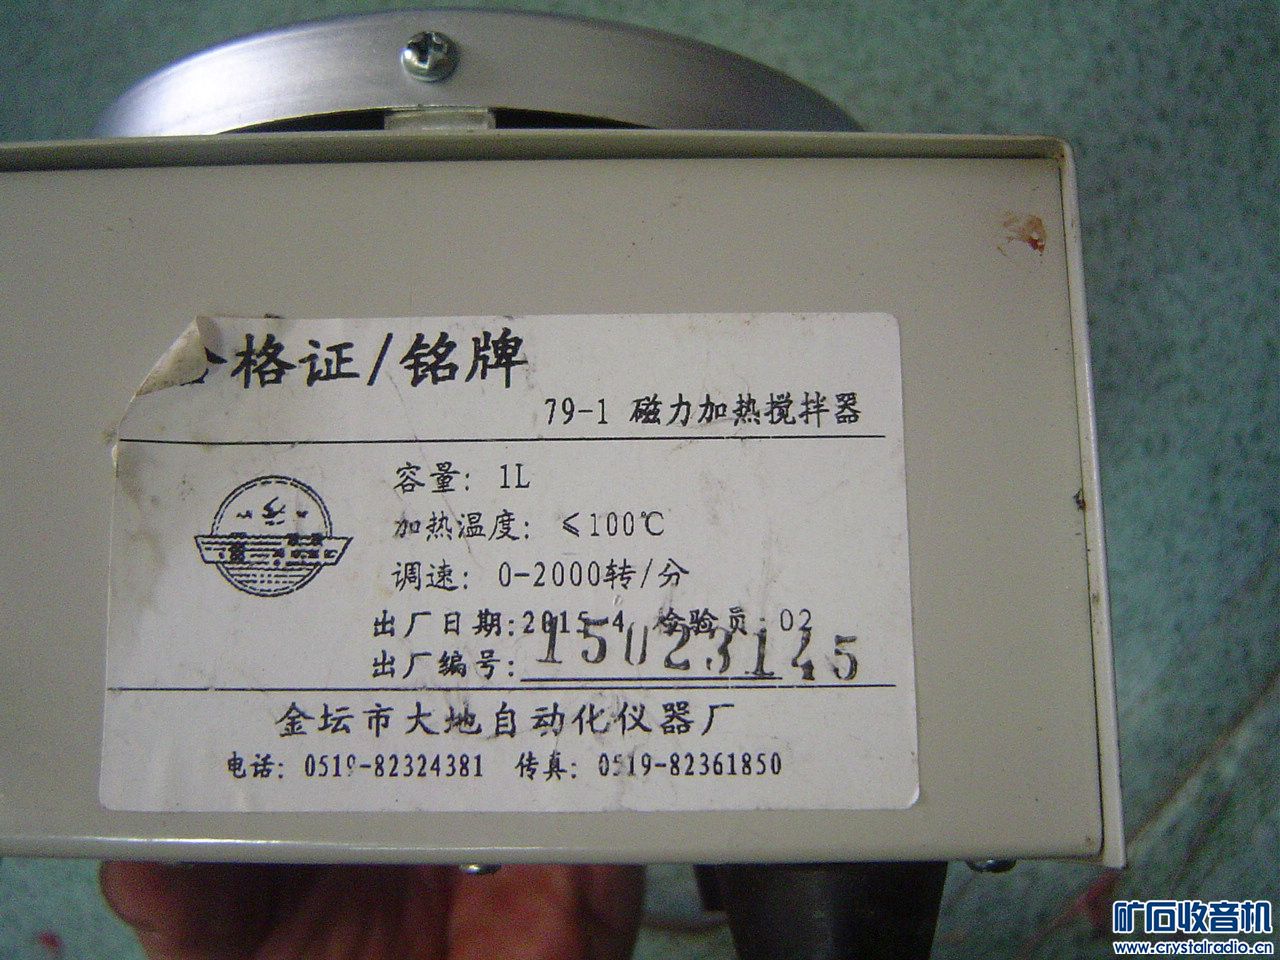 合格证/铭牌
79-1 磁力加热搅拌器
容量: 1L
加热温度: ≤100℃
调速: 0-2000转/分
出厂日期:2015-4 检验员:02
出厂编号:
金坛市大地自动化仪器厂
电话: 0519-82324381 传真: 0519-82361850
矿石收音机
www.crystalradio.cn